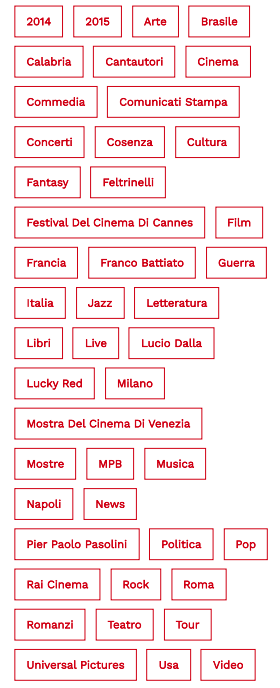 2014 2015 Arte Brasile
Calabria Cantautori Cinema
Commedia Comunicati Stampa
Concerti Cosenza Cultura
Fantasy Feltrinelli
Festival Del Cinema Di Cannes Film
Francia Franco Battiato Guerra
Italia Jazz Letteratura
Libri Live Lucio Dalla
Lucky Red Milano
Mostra Del Cinema Di Venezia
Mostre MPB Musica
Napoli News
Pier Paolo Pasolini Politica Pop
Rai Cinema Rock Roma
Romanzi Teatro Tour
Universal Pictures Usa Video